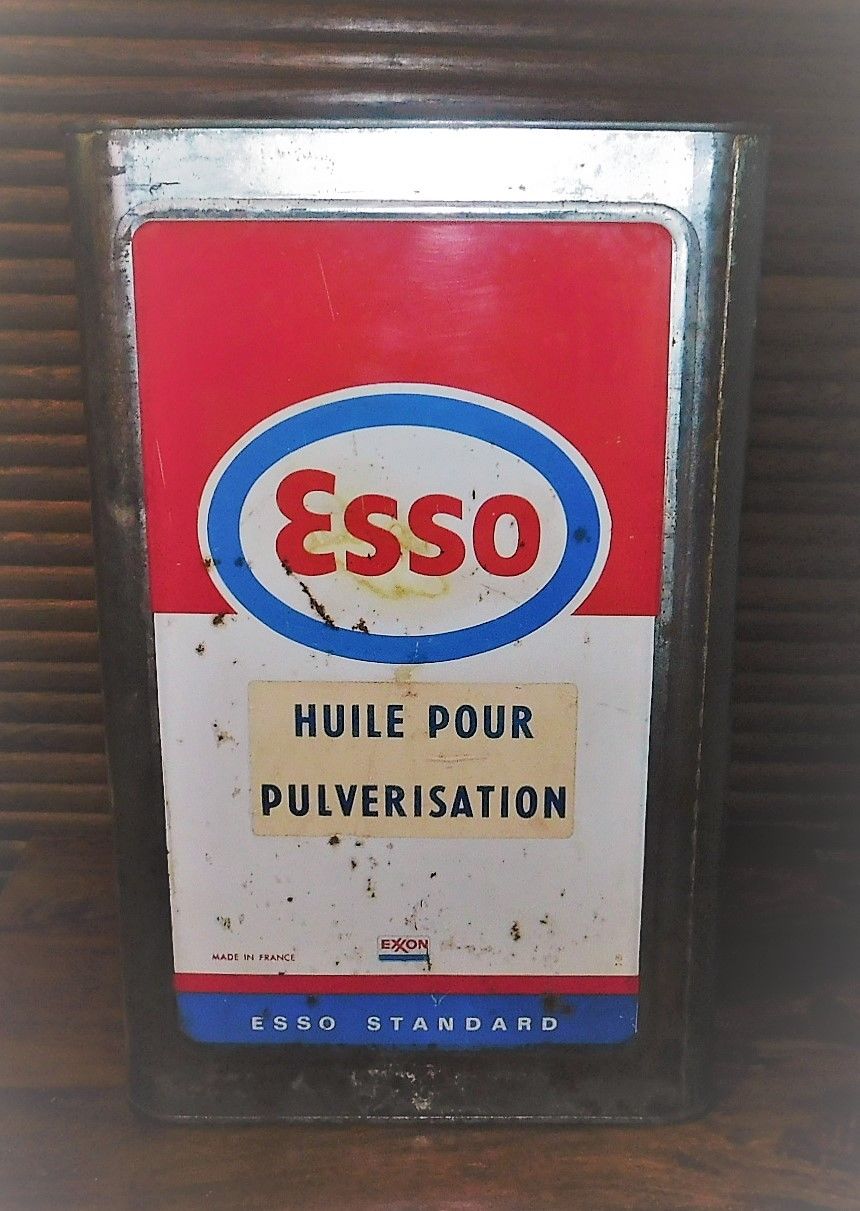 Esso
HUILE POUR
PULVERISATION
EXXON
MADE IN FRANCE
ESSO STANDARD